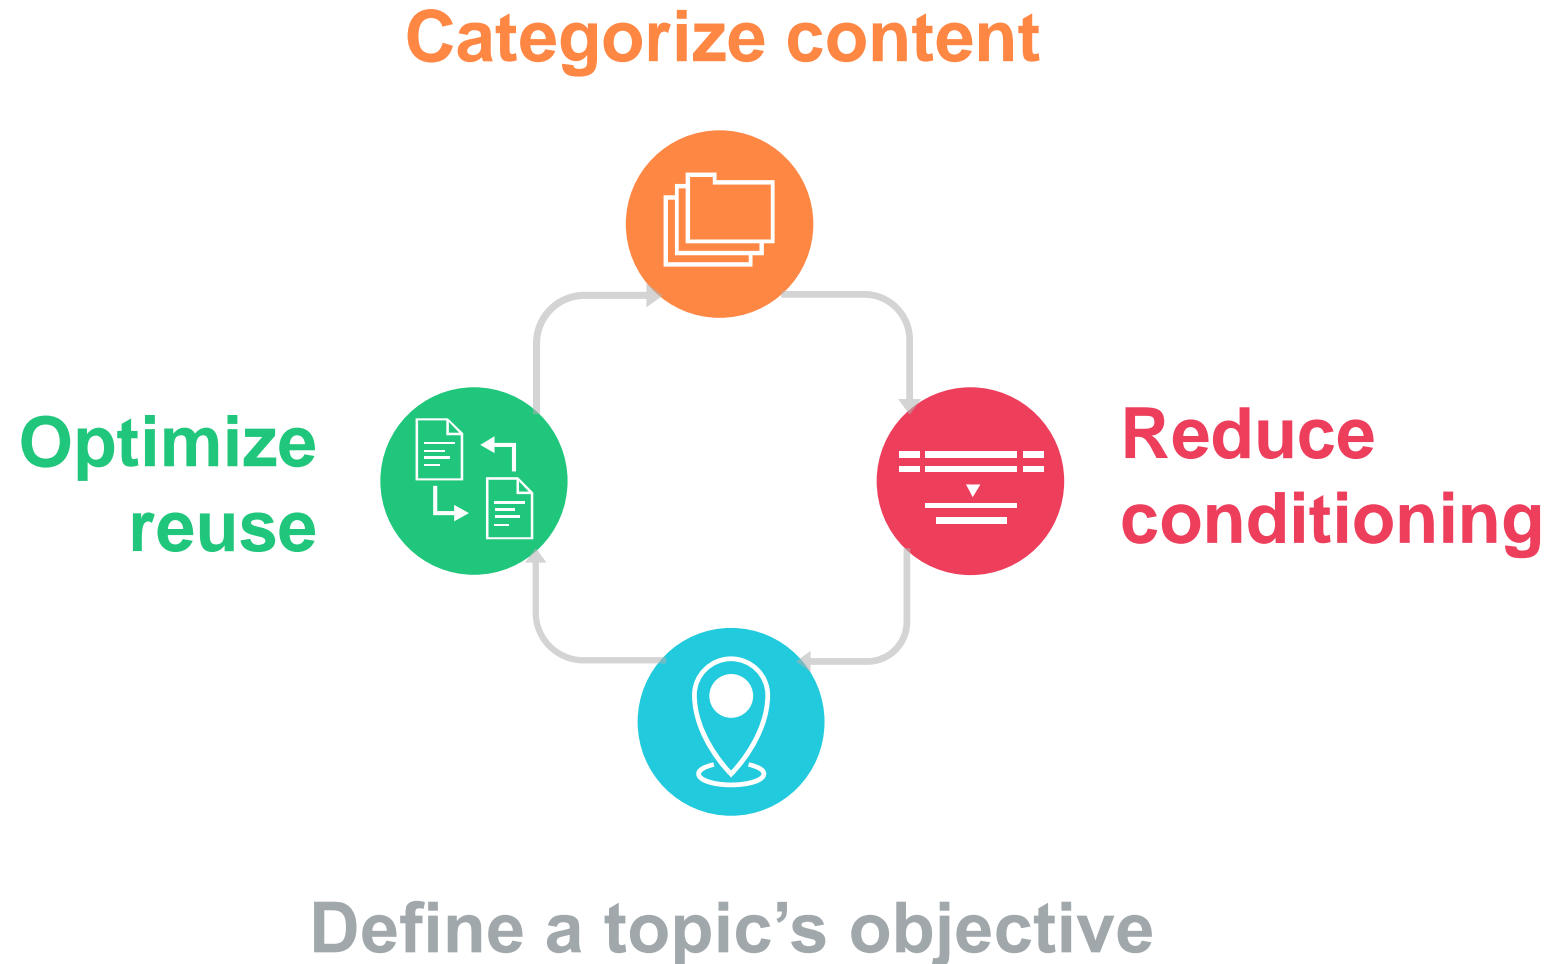 Categorize content
Optimize
reuse
Reduce
conditioning
Define a topic’s objective